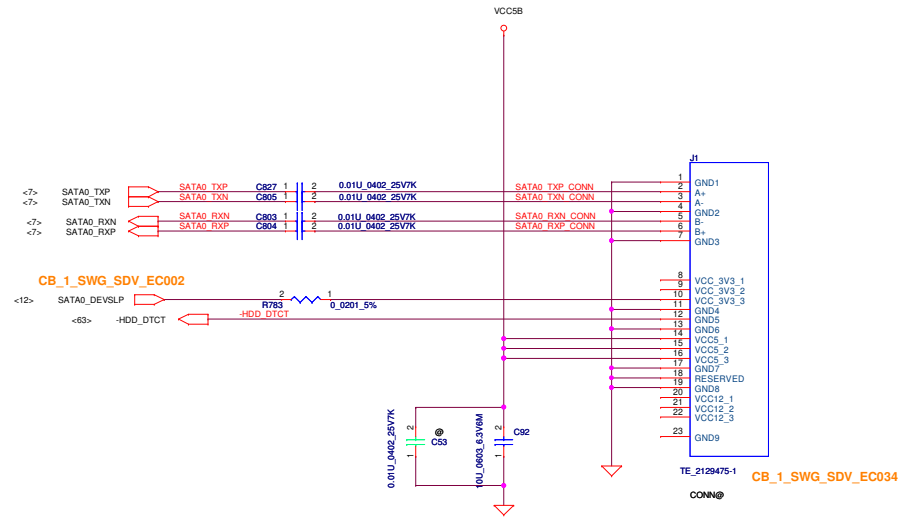 VCC5B
J1
<7> SATA0_TXP SATA0_TXP C827 1 2 0.01U_0402_25V7K SATA0_TXP_CONN
<7> SATA0_TXN SATA0_TXN C805 1 2 0.01U_0402_25V7K SATA0_TXN_CONN
<7> SATA0_RXN SATA0_RXN C803 1 2 0.01U_0402_25V7K SATA0_RXN_CONN
<7> SATA0_RXP SATA0_RXP C804 1 2 0.01U_0402_25V7K SATA0_RXP_CONN
1 GND1
2 A+
3 A-
4 GND2
5 B-
6 B+
7 GND3
CB_1_SWG_SDV_EC002
<12> SATA0_DEVSLP 2 1
R783 0_0201_5%
<63> -HDD_DTCT -HDD_DTCT
8 VCC_3V3_1
9 VCC_3V3_2
10 VCC_3V3_3
11 GND4
12 GND5
13 GND6
14 VCC5_1
15 VCC5_2
16 VCC5_3
17 GND7
18 RESERVED
19 GND8
20 VCC12_1
21 VCC12_2
22 VCC12_3
23 GND9
0.01U_0402_25V7K
2 1
@
C53
10U_0603_6.3V6M
2 1
C92
TE_2129475-1
CB_1_SWG_SDV_EC034
CONN@